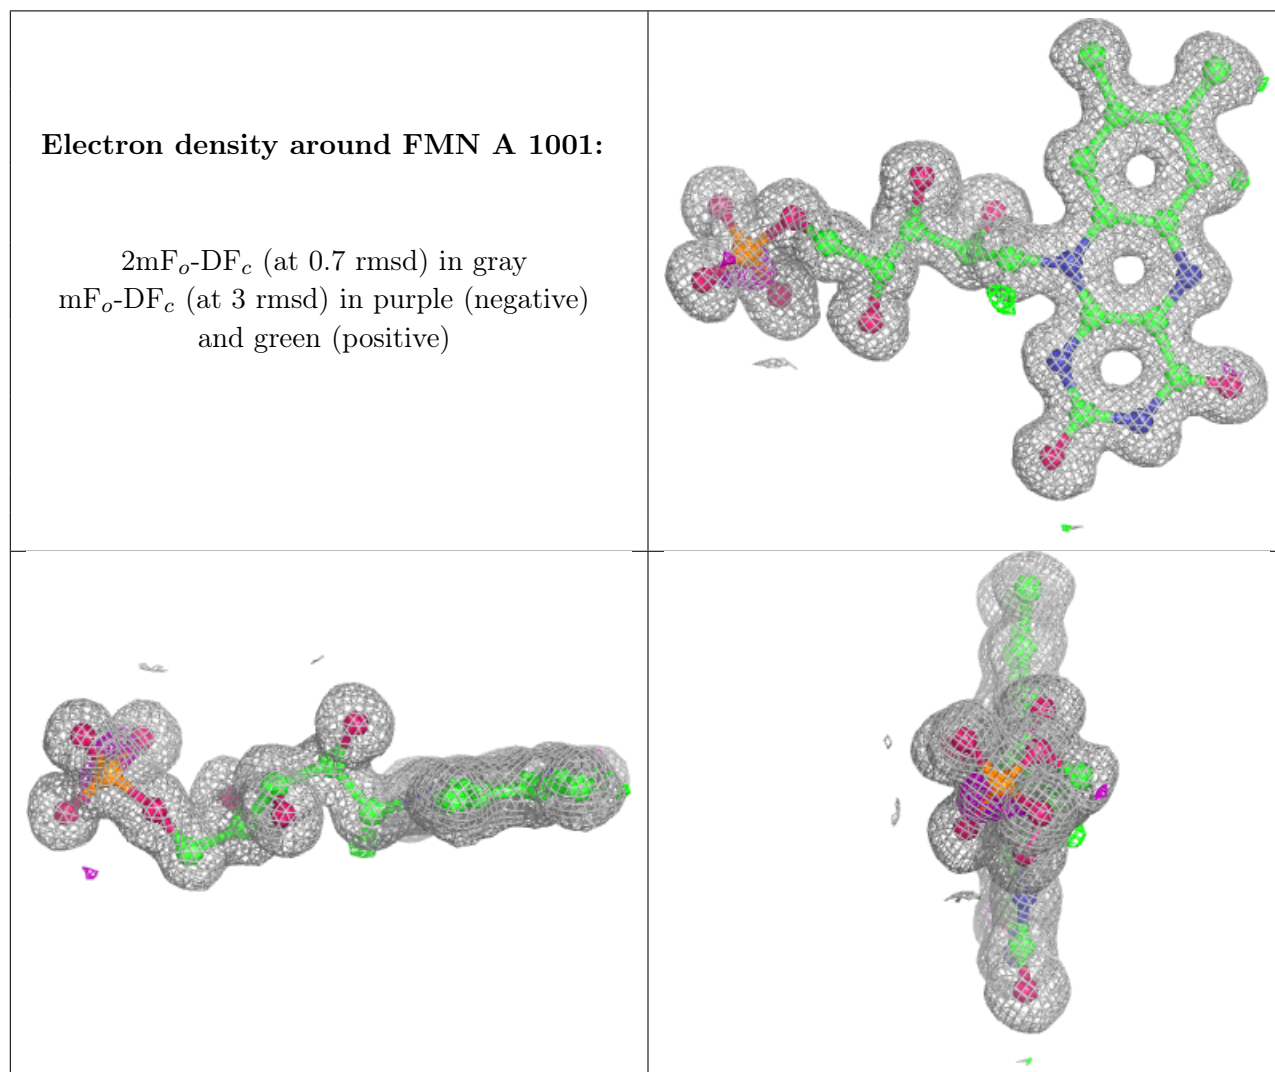 Electron density around FMN A 1001:
2mFo-DFc (at 0.7 rmsd) in gray
mFo-DFc (at 3 rmsd) in purple (negative)
and green (positive)